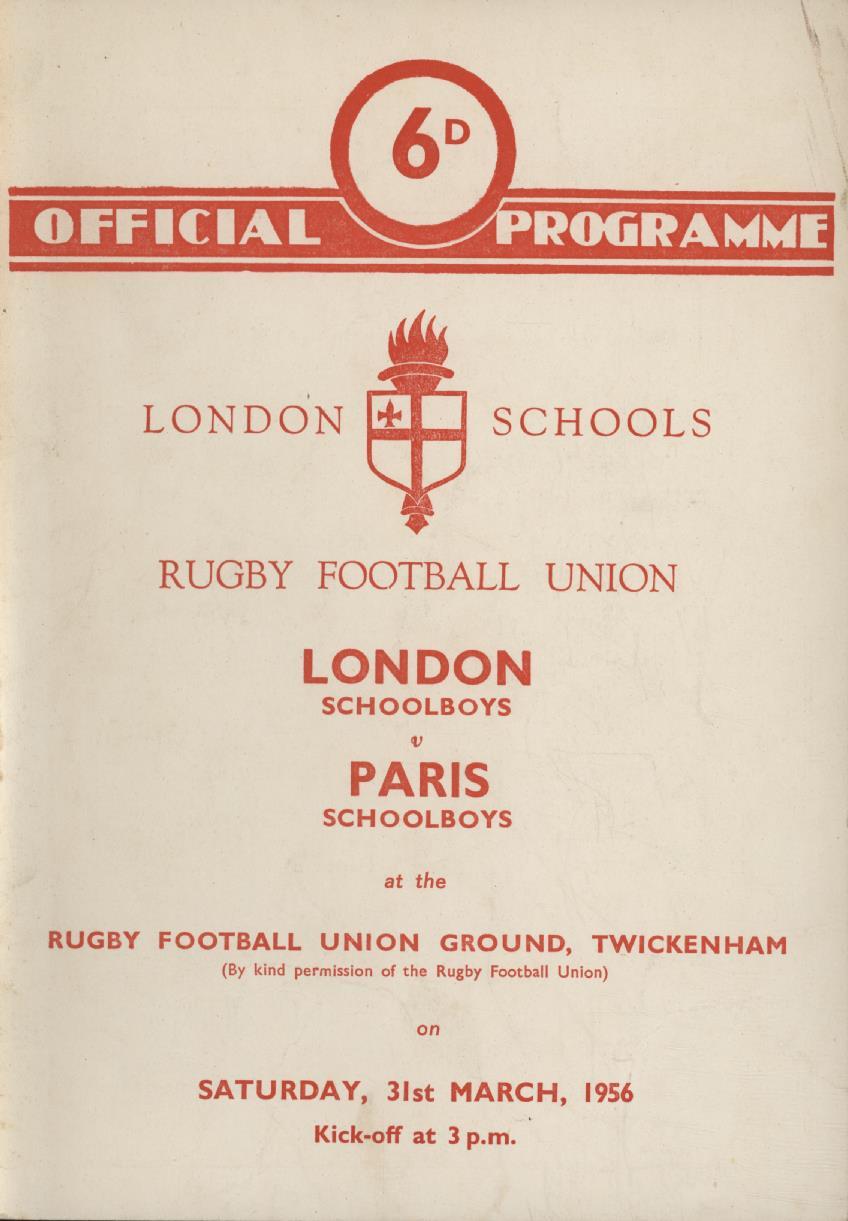 6D
OFFICIAL PROGRAMME
LONDON SCHOOLS
RUGBY FOOTBALL UNION
LONDON
SCHOOLBOYS
v
PARIS
SCHOOLBOYS
at the
RUGBY FOOTBALL UNION GROUND, TWICKENHAM
(By kind permission of the Rugby Football Union)
on
SATURDAY, 31st MARCH, 1956
Kick-off at 3 p.m.